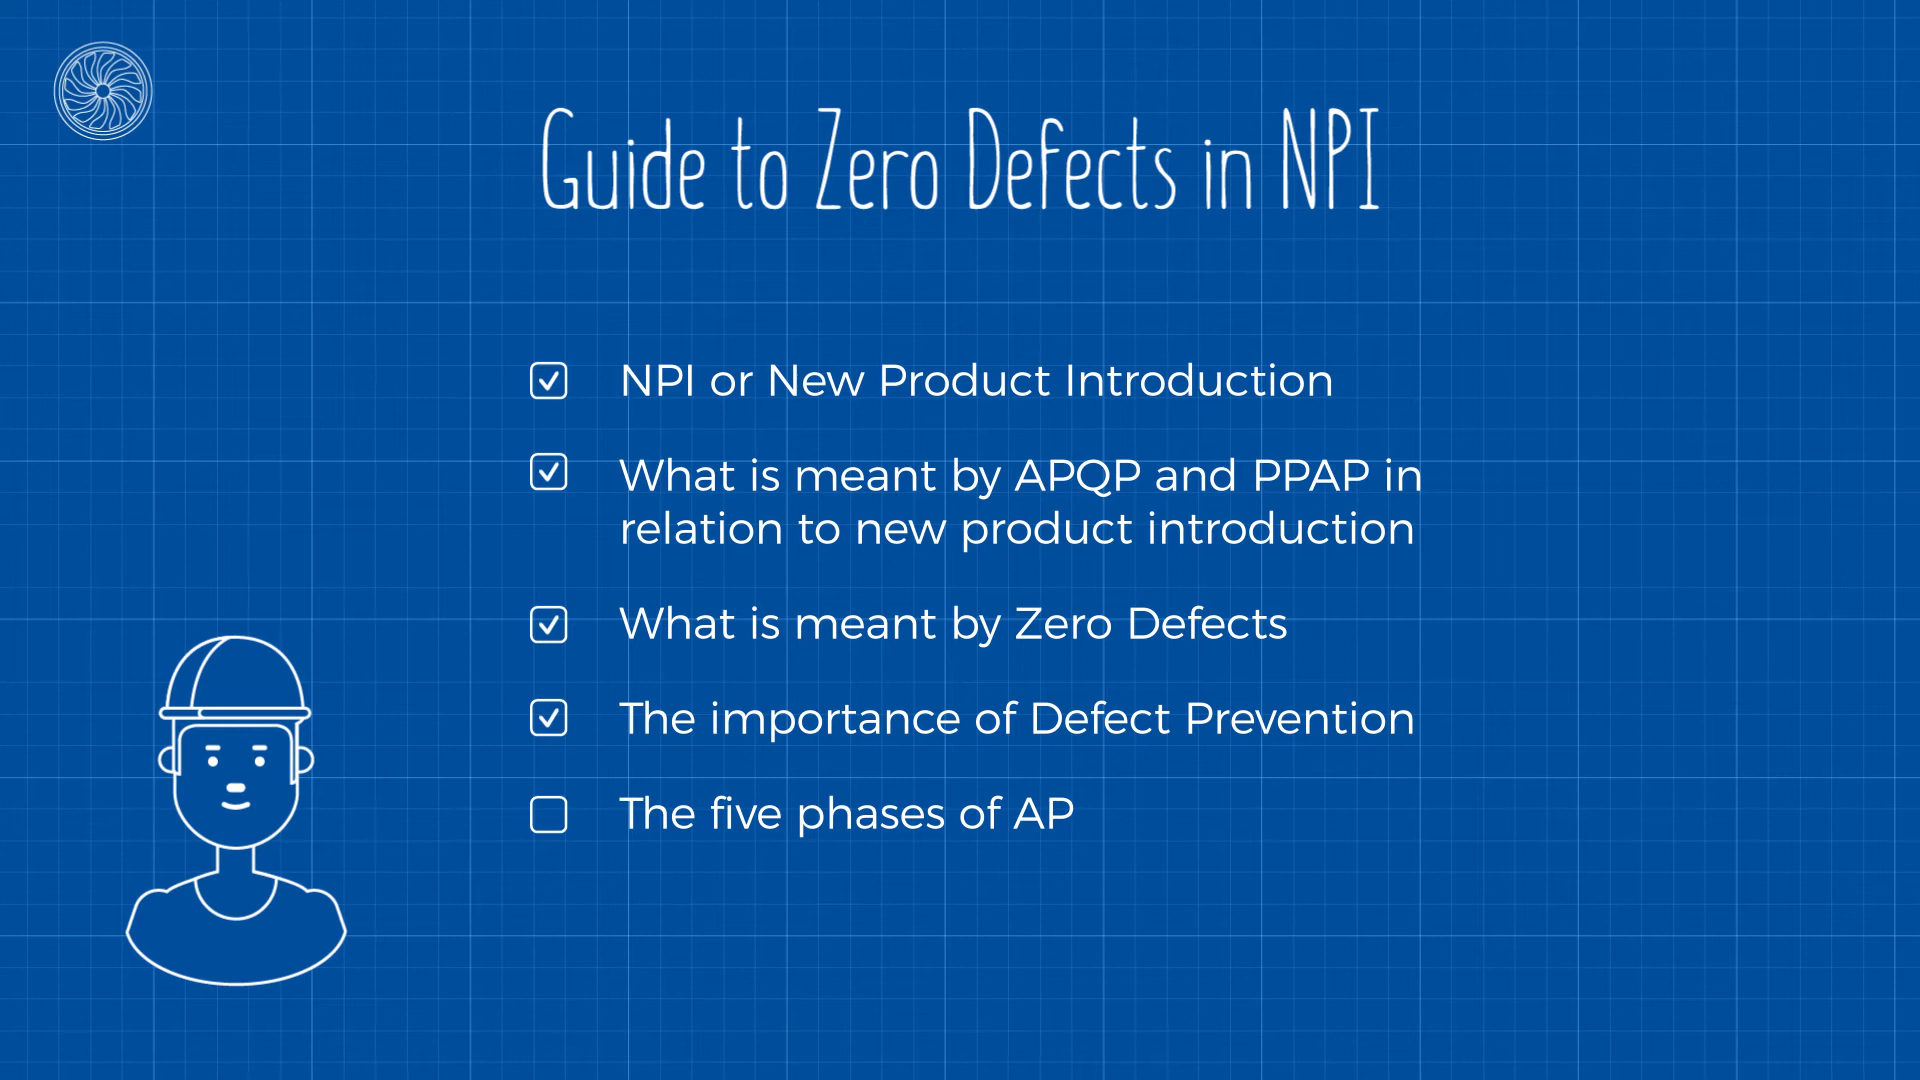 Guide to Zero Defects in NPI
NPI or New Product Introduction
What is meant by APQP and PPAP in
relation to new product introduction
What is meant by Zero Defects
The importance of Defect Prevention
The five phases of AP